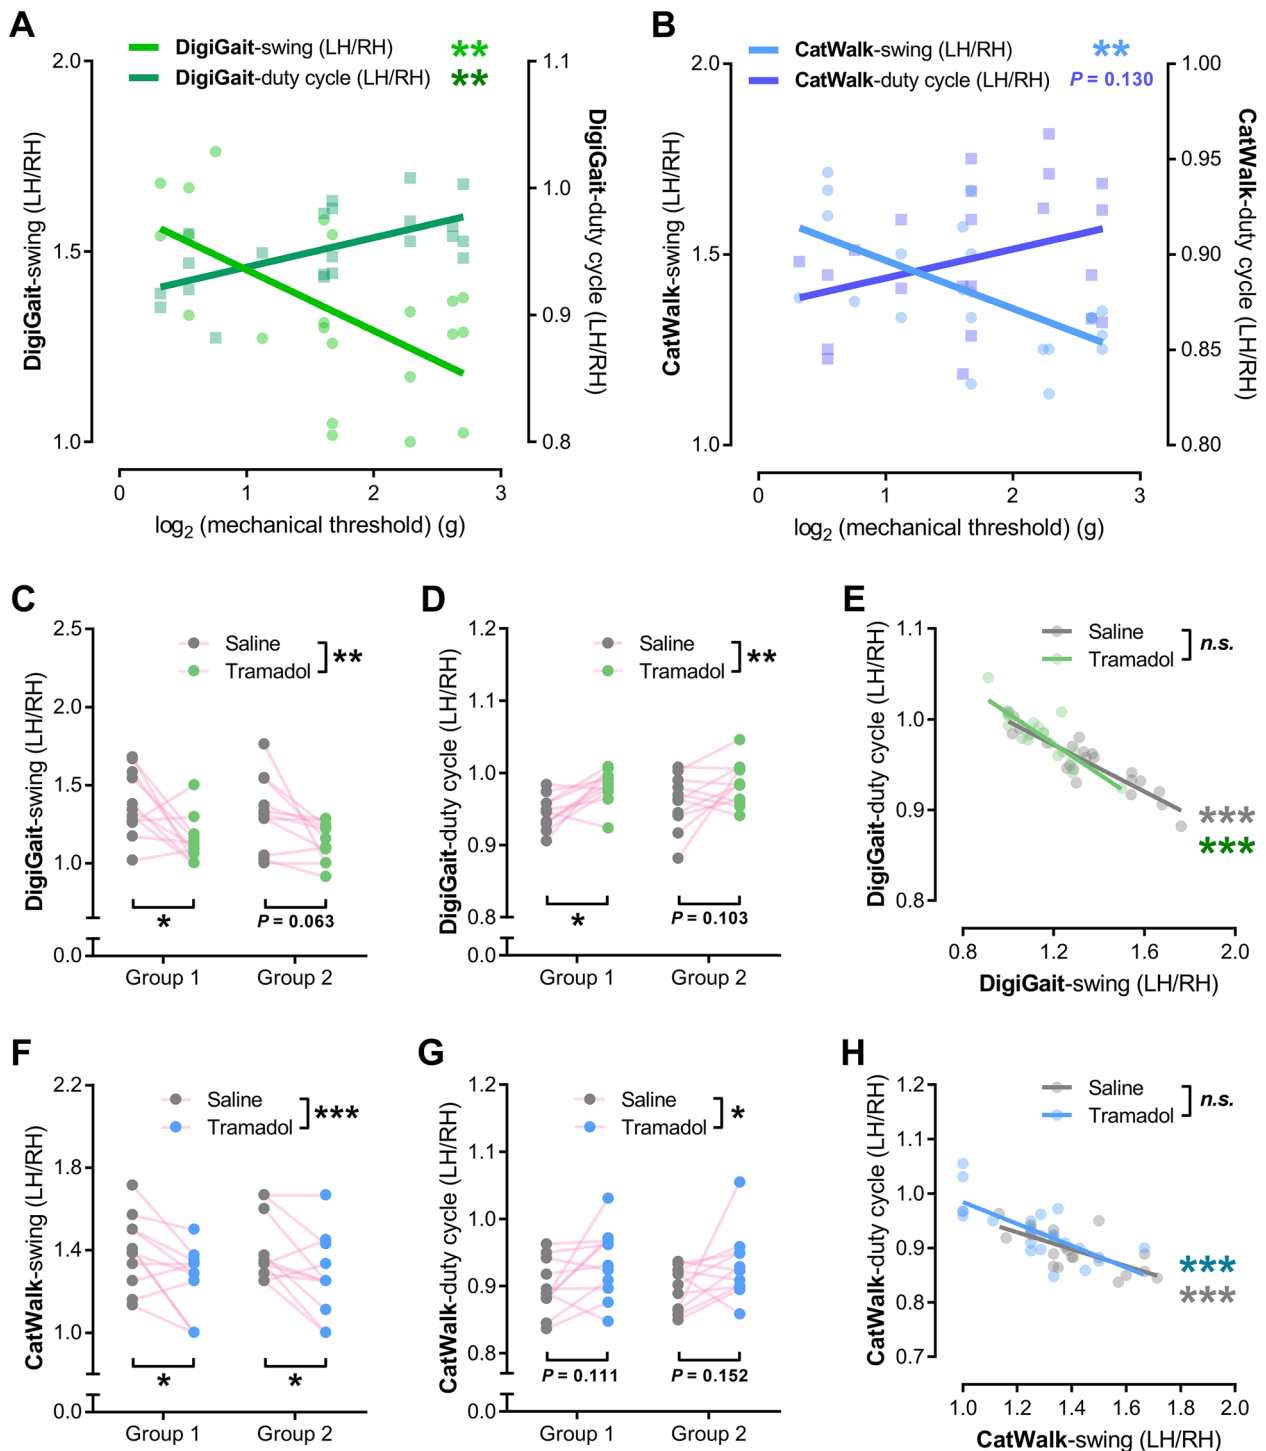 A
DigiGait-swing (LH/RH) **
DigiGait-duty cycle (LH/RH) **
DigiGait-swing (LH/RH)
2.0
1.5
1.0
DigiGait-duty cycle (LH/RH)
1.1
1.0
0.9
0.8
0 1 2 3
log2 (mechanical threshold) (g)
B
CatWalk-swing (LH/RH) **
CatWalk-duty cycle (LH/RH) P = 0.130
CatWalk-swing (LH/RH)
2.0
1.5
1.0
CatWalk-duty cycle (LH/RH)
1.00
0.95
0.90
0.85
0.80
0 1 2 3
log2 (mechanical threshold) (g)
C
DigiGait-swing (LH/RH)
2.5
2.0
1.5
1.0
0.0
Saline
Tramadol
**
* P = 0.063
Group 1 Group 2
D
DigiGait-duty cycle (LH/RH)
1.2
1.1
1.0
0.9
0.8
0.0
Saline
Tramadol
**
* P = 0.103
Group 1 Group 2
E
DigiGait-duty cycle (LH/RH)
1.1
1.0
0.9
0.8
Saline
Tramadol
n.s.
***
***
0.8 1.2 1.6 2.0
DigiGait-swing (LH/RH)
F
CatWalk-swing (LH/RH)
2.2
1.8
1.4
1.0
0.0
Saline
Tramadol
***
* *
Group 1 Group 2
G
CatWalk-duty cycle (LH/RH)
1.2
1.1
1.0
0.9
0.8
0.0
Saline
Tramadol
*
P = 0.111 P = 0.152
Group 1 Group 2
H
CatWalk-duty cycle (LH/RH)
1.2
1.1
1.0
0.9
0.8
0.7
Saline
Tramadol
n.s.
***
***
1.0 1.2 1.4 1.6 1.8 2.0
CatWalk-swing (LH/RH)